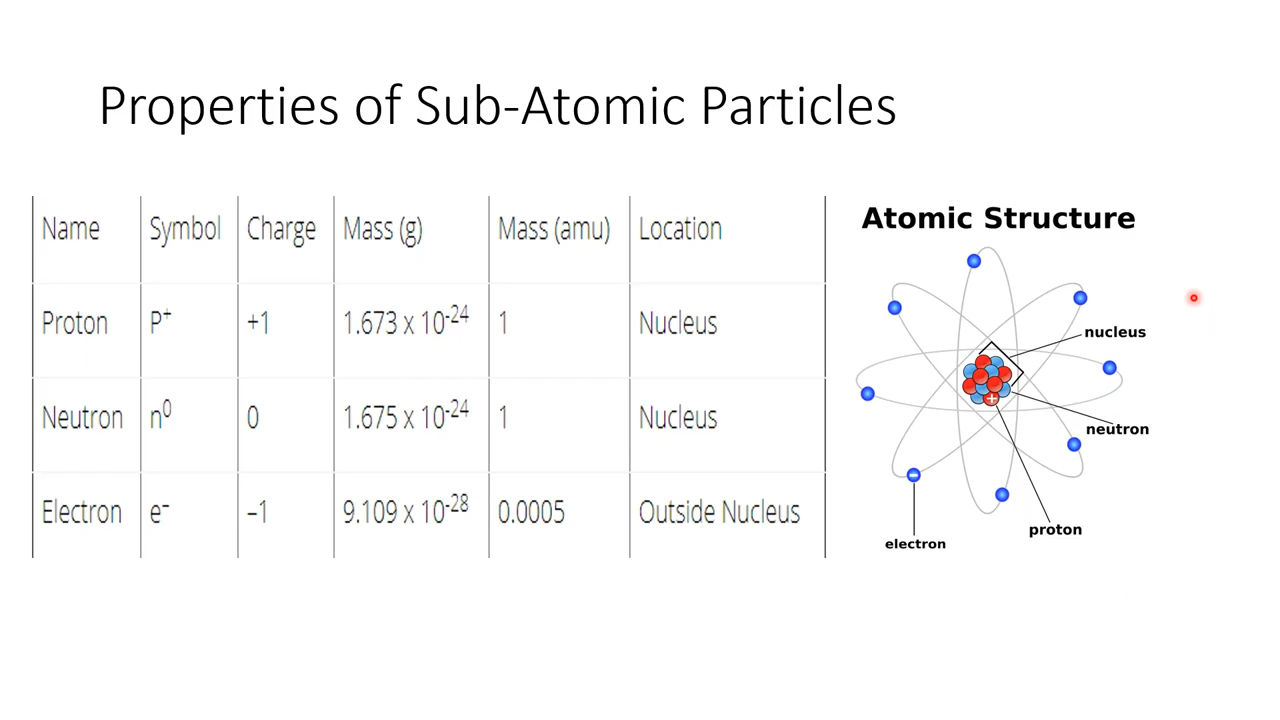 Properties of Sub-Atomic Particles
Name Symbol Charge Mass (g) Mass (amu) Location
Proton P⁺ +1 1.673 x 10⁻²⁴ 1 Nucleus
Neutron n⁰ 0 1.675 x 10⁻²⁴ 1 Nucleus
Electron e⁻ –1 9.109 x 10⁻²⁸ 0.0005 Outside Nucleus
Atomic Structure
nucleus
+
neutron
–
proton
electron